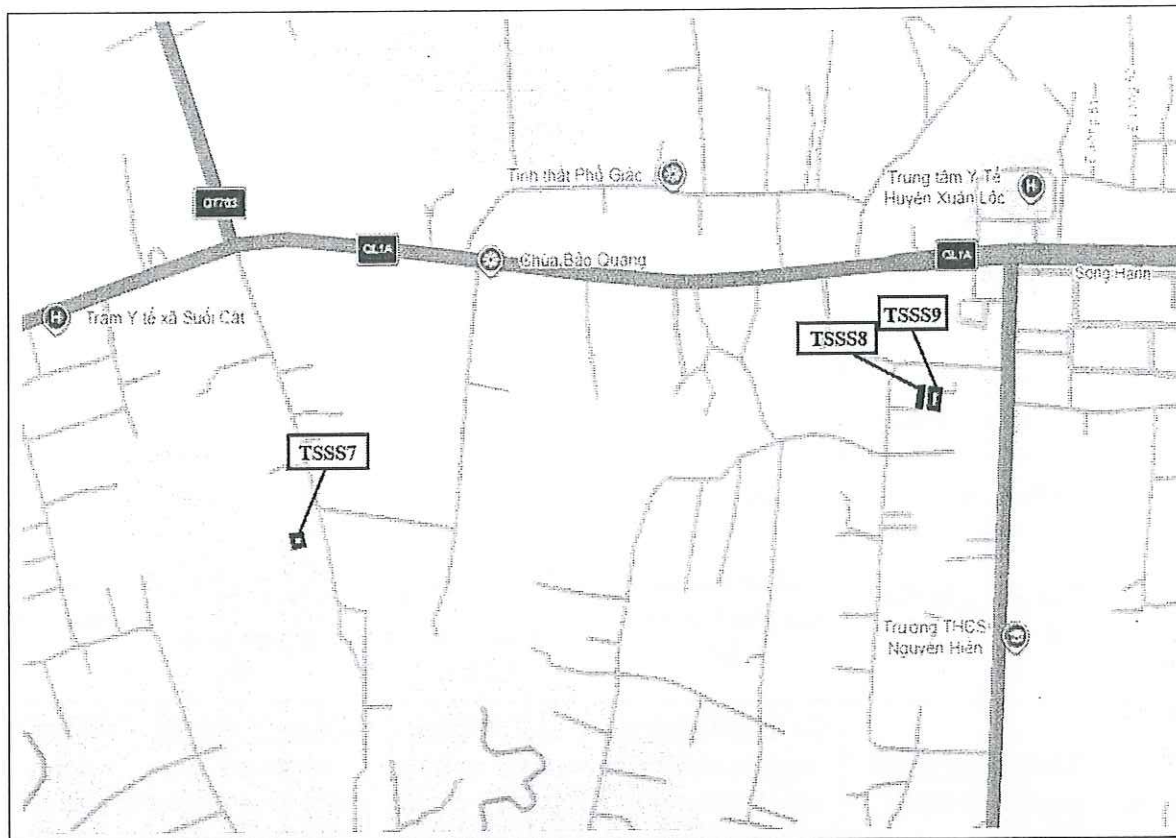 Tịnh thất Phú Giác
Trung tâm Y Tế
Huyện Xuân Lộc
ĐT763
QL1A
Chùa Bảo Quang
QL1A
Song Hành
Trạm Y tế xã Suối Cát
TSSS9
TSSS8
TSSS7
Trường THCS
Nguyễn Hiền